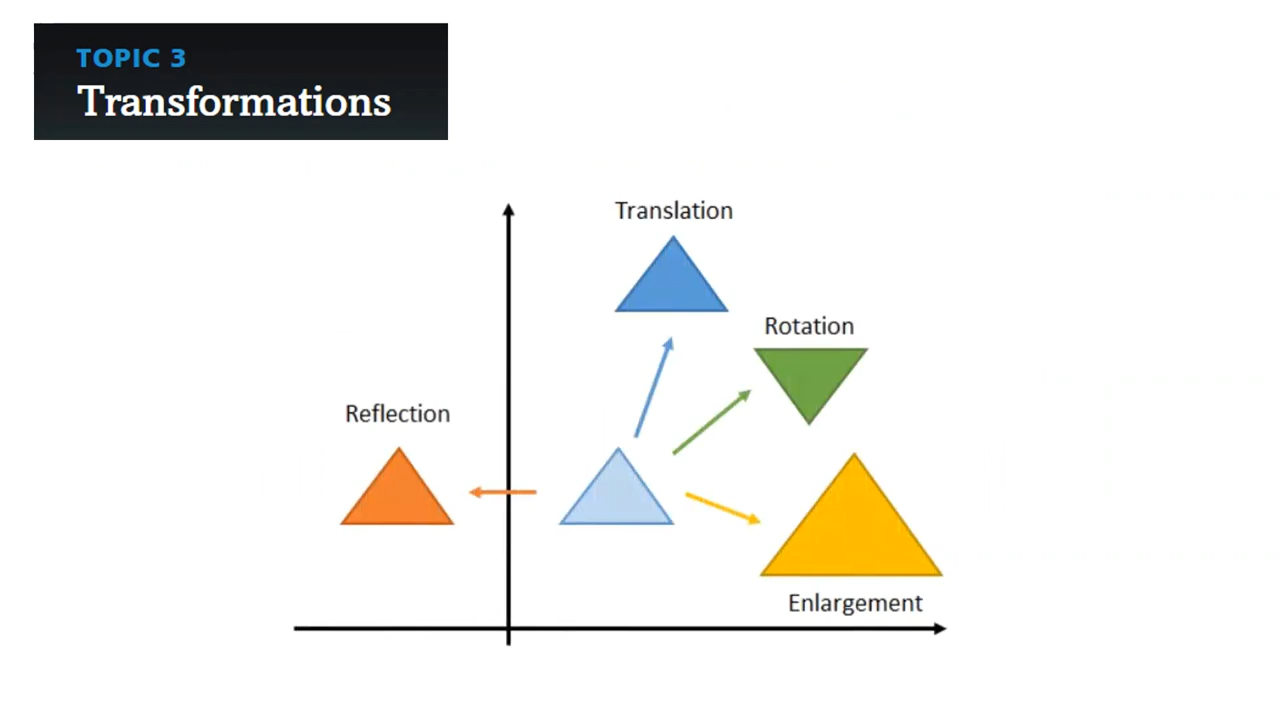 TOPIC 3
Transformations
Translation
Rotation
Reflection
Enlargement